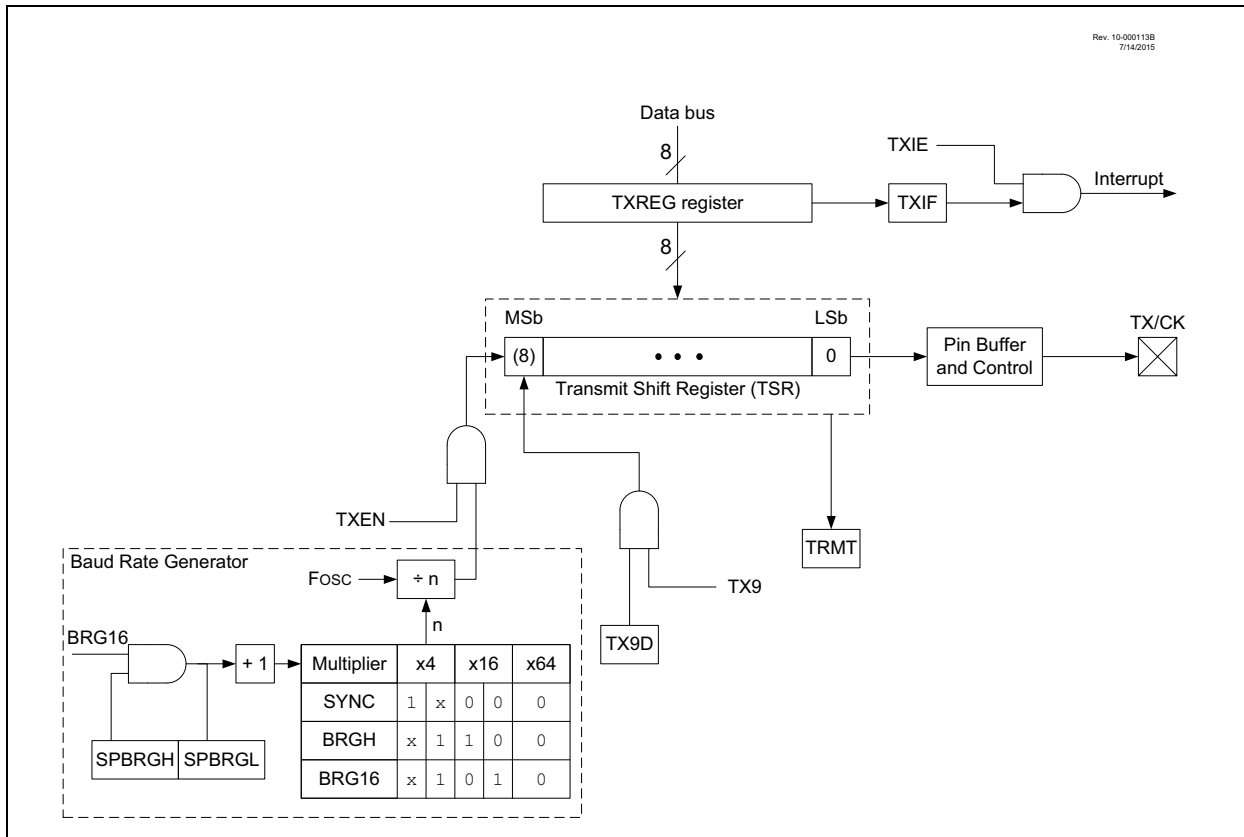 Rev. 10-000113B
7/14/2015
Data bus
8
TXIE
Interrupt
TXREG register
TXIF
8
MSb
LSb
TX/CK
(8)
• • •
0
Pin Buffer
and Control
Transmit Shift Register (TSR)
TXEN
TRMT
Baud Rate Generator
FOSC
÷ n
TX9
n
TX9D
BRG16
+ 1
Multiplier x4 x16 x64
SYNC 1 x 0 0 0
BRGH x 1 1 0 0
BRG16 x 1 0 1 0
SPBRGH SPBRGL